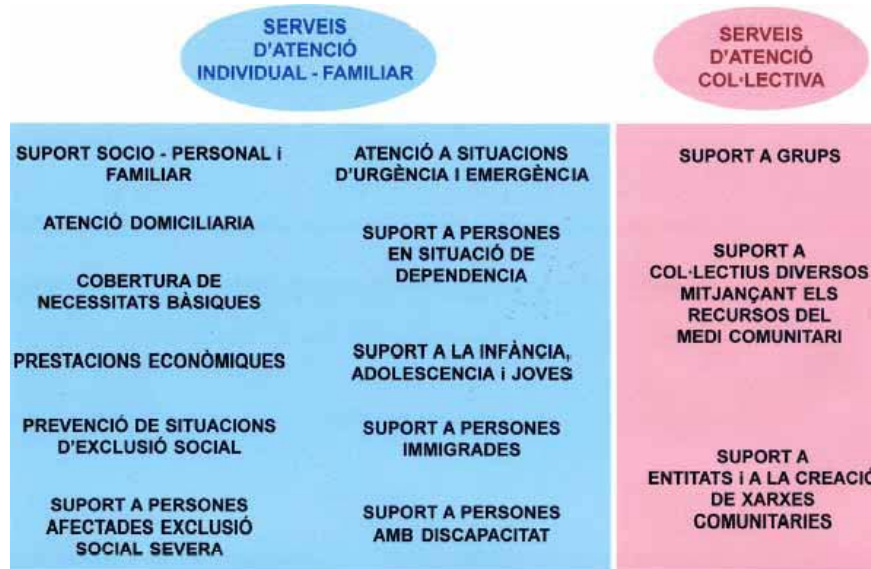 SERVEIS
D'ATENCIÓ
INDIVIDUAL - FAMILIAR
SERVEIS
D'ATENCIÓ
COL·LECTIVA
SUPORT SOCIO - PERSONAL i
FAMILIAR
ATENCIÓ DOMICILIARIA
COBERTURA DE
NECESSITATS BÀSIQUES
PRESTACIONS ECONÒMIQUES
PREVENCIÓ DE SITUACIONS
D'EXCLUSIÓ SOCIAL
SUPORT A PERSONES
AFECTADES EXCLUSIÓ
SOCIAL SEVERA
ATENCIÓ A SITUACIONS
D'URGÈNCIA I EMERGÈNCIA
SUPORT A PERSONES
EN SITUACIÓ DE
DEPENDENCIA
SUPORT A LA INFÀNCIA,
ADOLESCENCIA i JOVES
SUPORT A PERSONES
IMMIGRADES
SUPORT A PERSONES
AMB DISCAPACITAT
SUPORT A GRUPS
SUPORT A
COL·LECTIUS DIVERSOS
MITJANÇANT ELS
RECURSOS DEL
MEDI COMUNITARI
SUPORT A
ENTITATS i A LA CREACIÓ
DE XARXES
COMUNITARIES